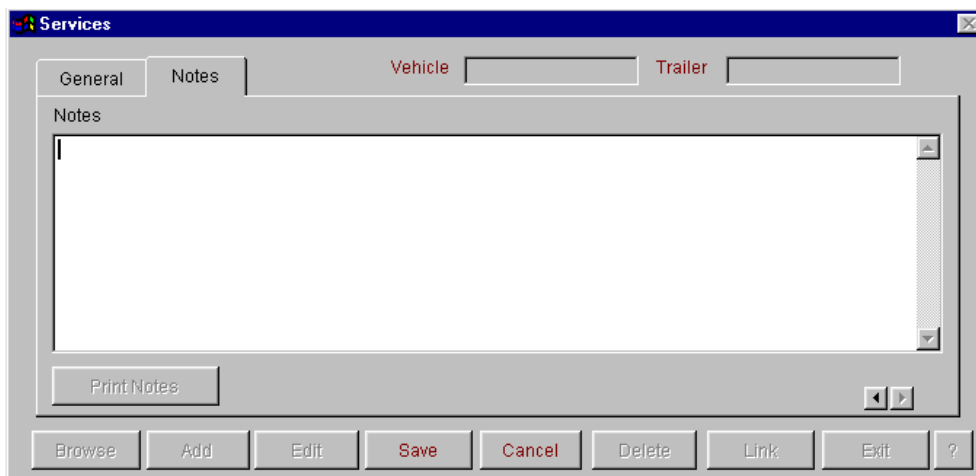 Services
General Notes Vehicle Trailer
Notes
Print Notes
Browse Add Edit Save Cancel Delete Link Exit ?